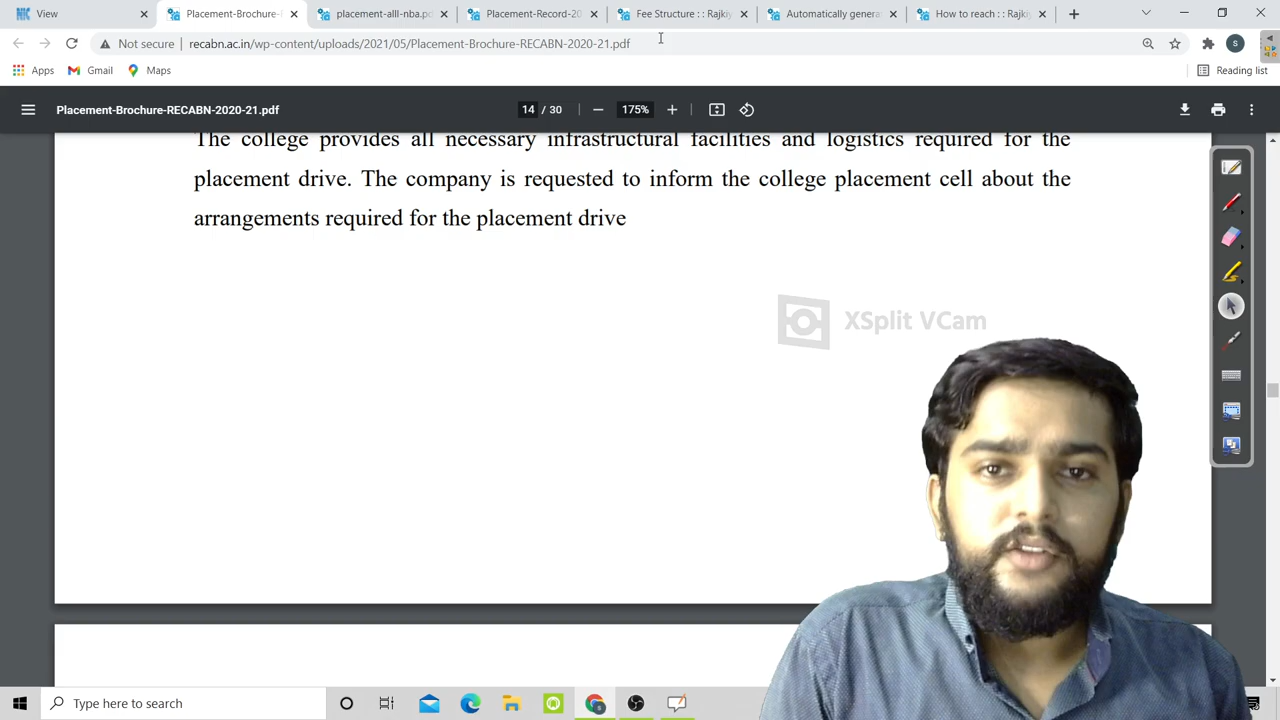 View
Placement-Brochure-
placement-alll-nba.pd
Placement-Record-20
Fee Structure : : Rajkiy
Automatically genera
How to reach : : Rajki
Not secure
recabn.ac.in/wp-content/uploads/2021/05/Placement-Brochure-RECABN-2020-21.pdf
S
Apps
Gmail
Maps
Reading list
Placement-Brochure-RECABN-2020-21.pdf
14 / 30
175%
The college provides all necessary infrastructural facilities and logistics required for the
placement drive. The company is requested to inform the college placement cell about the
arrangements required for the placement drive
XSplit VCam
Type here to search